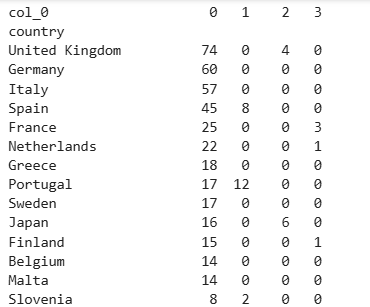 col_0 0 1 2 3
country
United Kingdom 74 0 4 0
Germany 60 0 0 0
Italy 57 0 0 0
Spain 45 8 0 0
France 25 0 0 3
Netherlands 22 0 0 1
Greece 18 0 0 0
Portugal 17 12 0 0
Sweden 17 0 0 0
Japan 16 0 6 0
Finland 15 0 0 1
Belgium 14 0 0 0
Malta 14 0 0 0
Slovenia 8 2 0 0